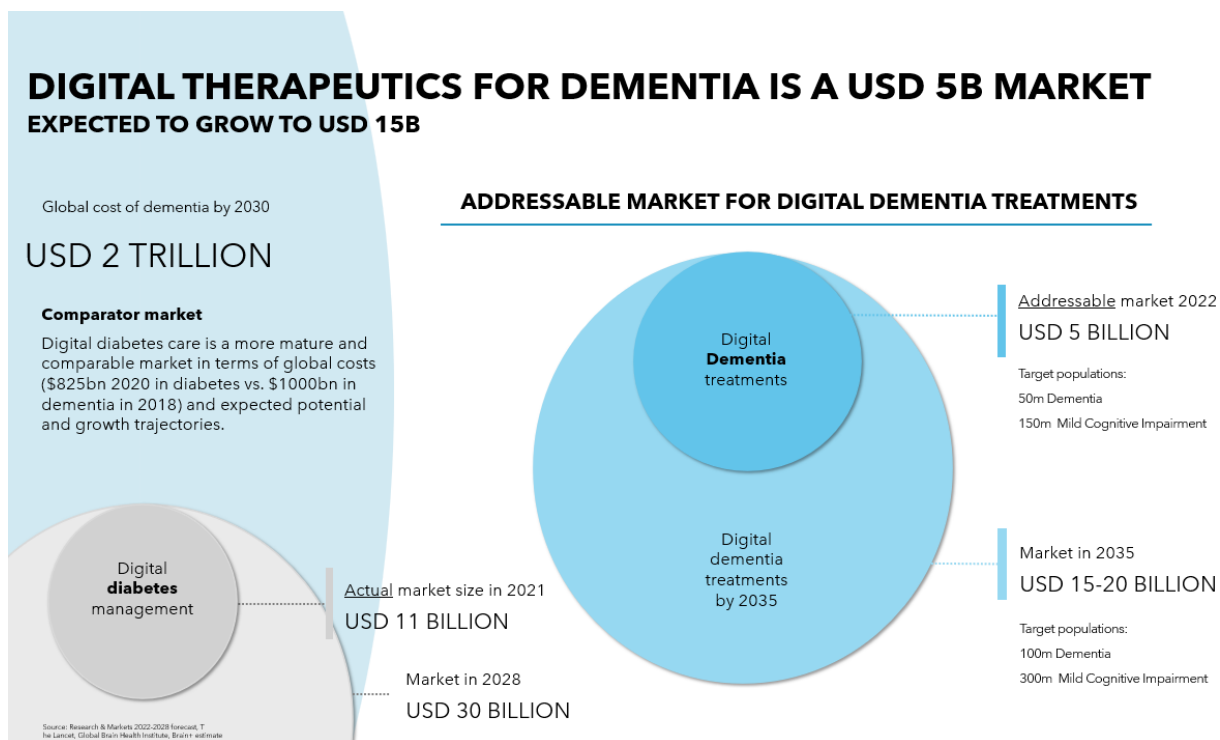 DIGITAL THERAPEUTICS FOR DEMENTIA IS A USD 5B MARKET
EXPECTED TO GROW TO USD 15B
Global cost of dementia by 2030
USD 2 TRILLION
Comparator market
Digital diabetes care is a more mature and
comparable market in terms of global costs
($825bn 2020 in diabetes vs. $1000bn in
dementia in 2018) and expected potential
and growth trajectories.
Digital
diabetes
management
Actual market size in 2021
USD 11 BILLION
Market in 2028
USD 30 BILLION
Source: Research & Markets 2022-2028 forecast, T
he Lancet, Global Brain Health Institute, Brain+ estimate
ADDRESSABLE MARKET FOR DIGITAL DEMENTIA TREATMENTS
Digital
Dementia
treatments
Addressable market 2022
USD 5 BILLION
Target populations:
50m Dementia
150m Mild Cognitive Impairment
Digital
dementia
treatments
by 2035
Market in 2035
USD 15-20 BILLION
Target populations:
100m Dementia
300m Mild Cognitive Impairment